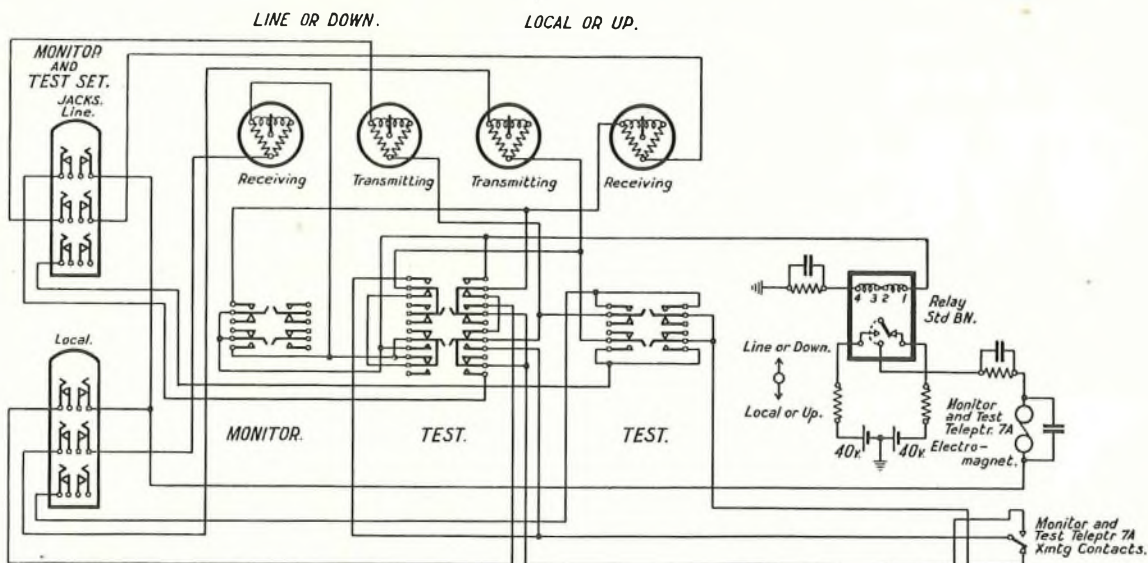 LINE OR DOWN.
LOCAL OR UP.
MONITOR
AND
TEST SET.
JACKS.
Line.
Receiving
Transmitting
Transmitting
Receiving
4 3 2 1
Relay
Std BN.
Local.
Line or Down.
Local or Up.
MONITOR.
TEST.
TEST.
40v.
40v.
Monitor
and Test
Teleptr. 7A
Electro-
magnet.
Monitor and
Test Teleptr 7A
Xmtg Contacts.